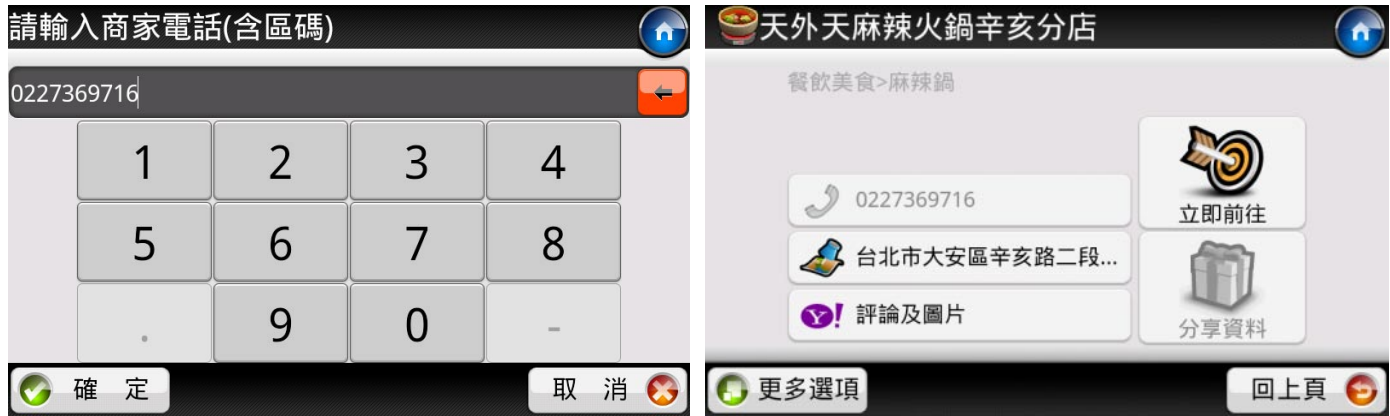 請輸入商家電話(含區碼)
0227369716
1 2 3 4
5 6 7 8
. 9 0 -
確 定
取 消
天外天麻辣火鍋辛亥分店
餐飲美食>麻辣鍋
0227369716
台北市大安區辛亥路二段...
Y! 評論及圖片
立即前往
分享資料
更多選項
回上頁